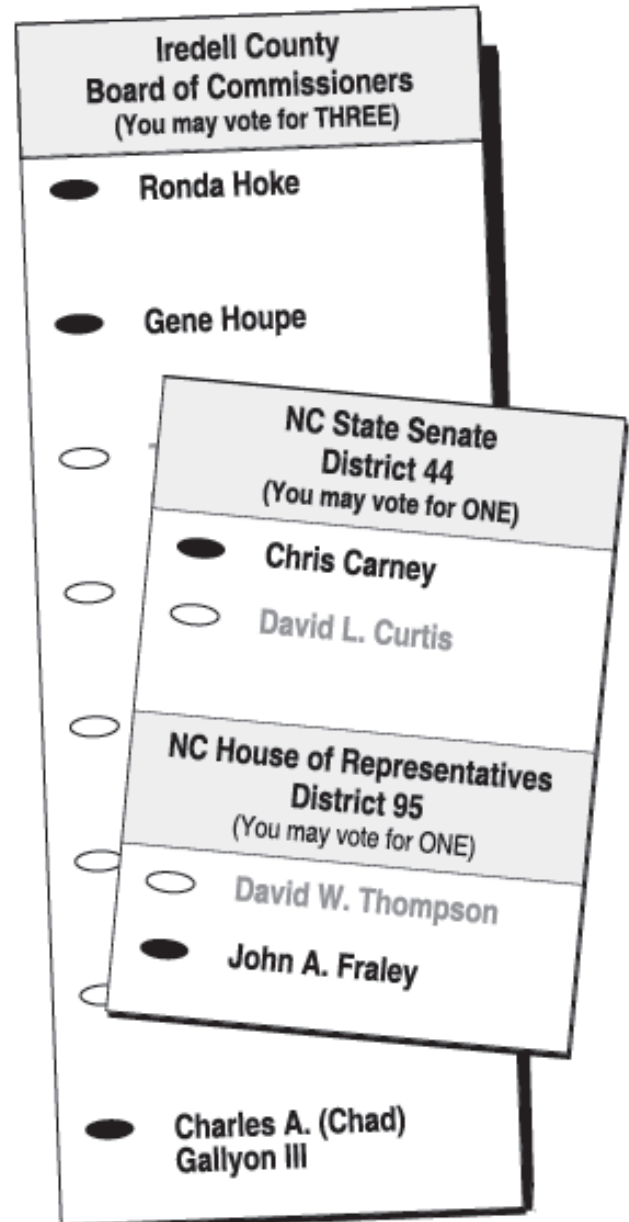 Iredell County
Board of Commissioners
(You may vote for THREE)
Ronda Hoke
Gene Houpe
NC State Senate
District 44
(You may vote for ONE)
Chris Carney
David L. Curtis
NC House of Representatives
District 95
(You may vote for ONE)
David W. Thompson
John A. Fraley
Charles A. (Chad)
Gallyon III